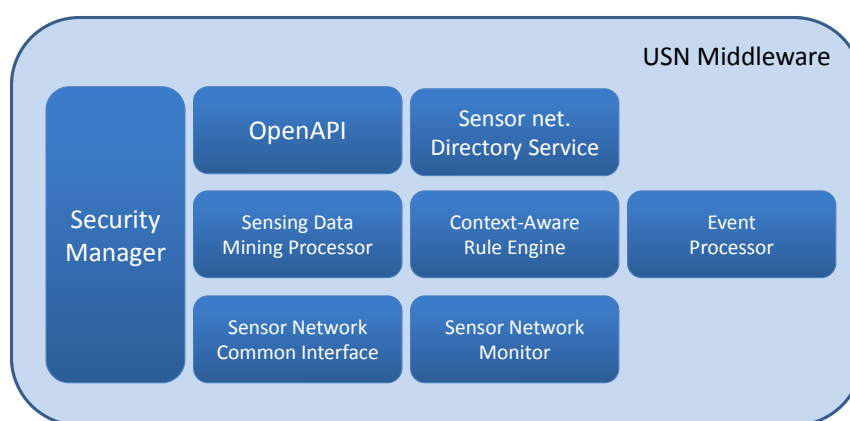 USN Middleware
OpenAPI
Sensor net.
Directory Service
Security
Manager
Sensing Data
Mining Processor
Context-Aware
Rule Engine
Event
Processor
Sensor Network
Common Interface
Sensor Network
Monitor